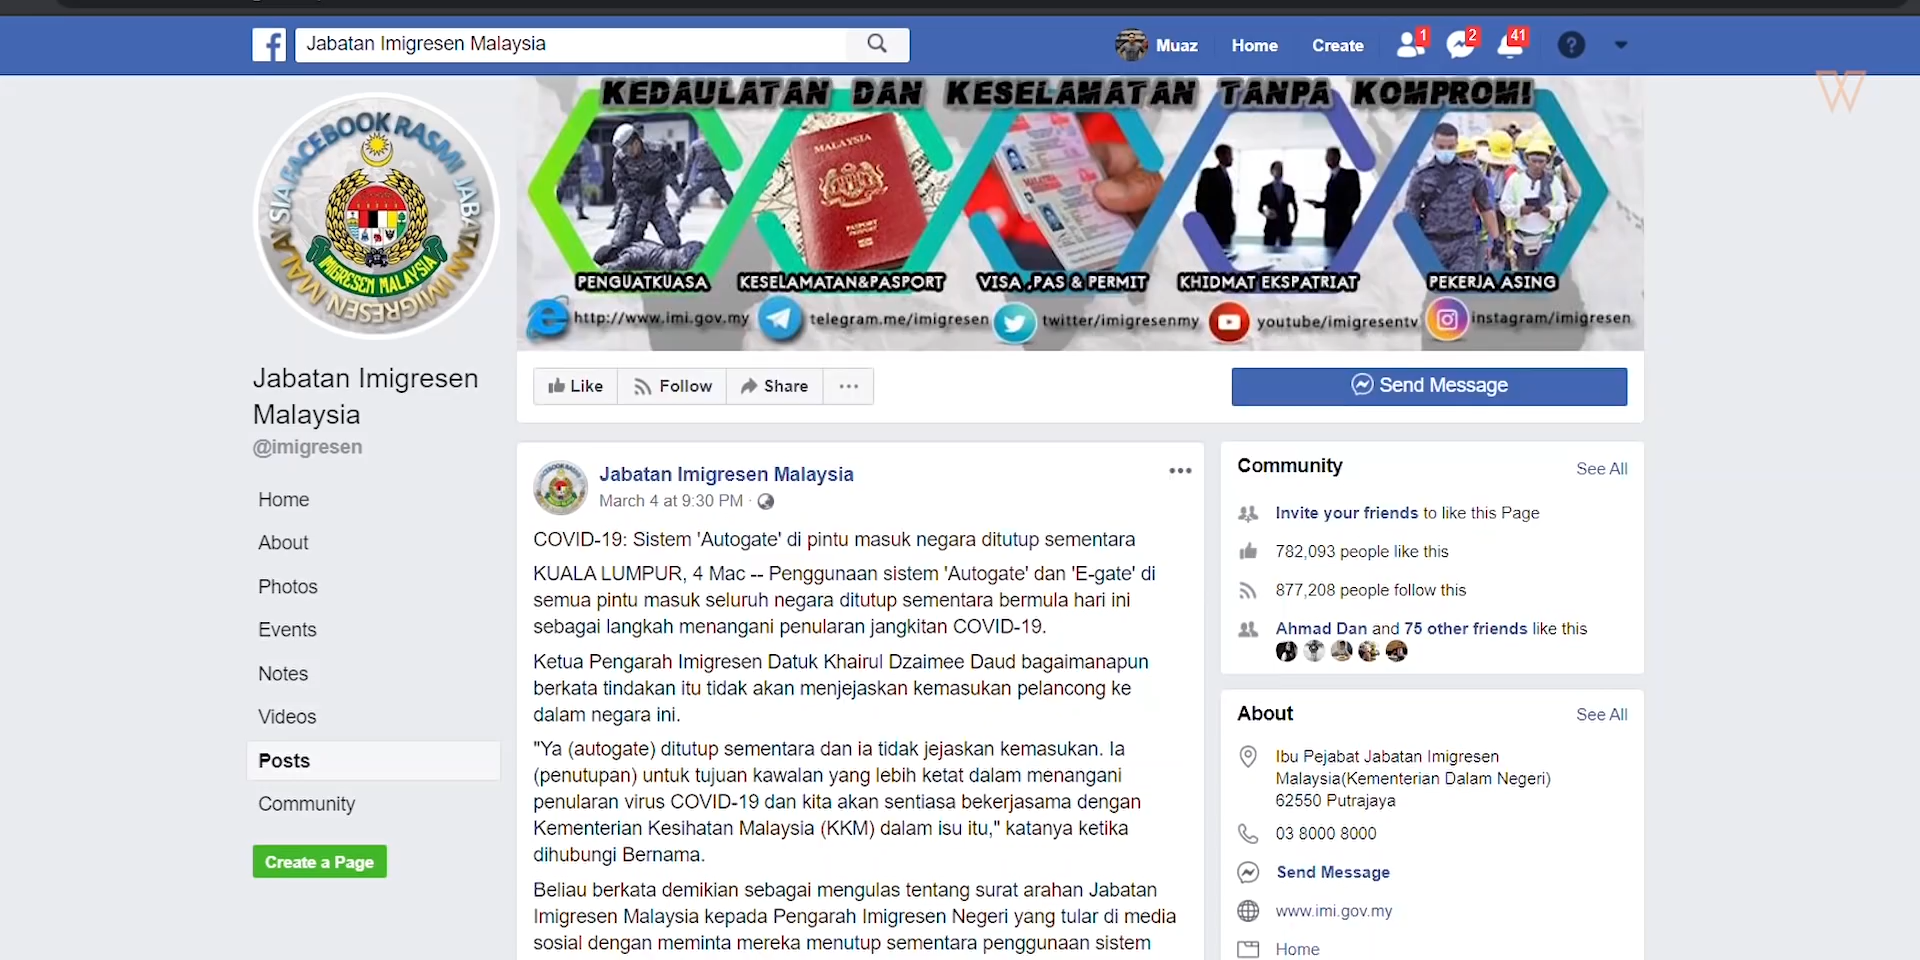 Jabatan Imigresen Malaysia
Muaz
Home
Create
1
2
41
?
W
FACEBOOK RASMI JABATAN IMIGRESEN MALAYSIA
IMIGRESEN MALAYSIA
KEDAULATAN DAN KESELAMATAN TANPA KOMPROMI
MALAYSIA
PASPORT
PASSPORT
PENGUATKUASA
KESELAMATAN&PASPORT
VISA ,PAS & PERMIT
KHIDMAT EKSPATRIAT
PEKERJA ASING
http://www.imi.gov.my
telegram.me/imigresen
twitter/imigresenmy
youtube/imigresentv
instagram/imigresen
Jabatan Imigresen
Malaysia
@imigresen
Home
About
Photos
Events
Notes
Videos
Posts
Community
Create a Page
Like
Follow
Share
Send Message
Jabatan Imigresen Malaysia
March 4 at 9:30 PM ·
COVID-19: Sistem 'Autogate' di pintu masuk negara ditutup sementara
KUALA LUMPUR, 4 Mac -- Penggunaan sistem 'Autogate' dan 'E-gate' di
semua pintu masuk seluruh negara ditutup sementara bermula hari ini
sebagai langkah menangani penularan jangkitan COVID-19.
Ketua Pengarah Imigresen Datuk Khairul Dzaimee Daud bagaimanapun
berkata tindakan itu tidak akan menjejaskan kemasukan pelancong ke
dalam negara ini.
"Ya (autogate) ditutup sementara dan ia tidak jejaskan kemasukan. Ia
(penutupan) untuk tujuan kawalan yang lebih ketat dalam menangani
penularan virus COVID-19 dan kita akan sentiasa bekerjasama dengan
Kementerian Kesihatan Malaysia (KKM) dalam isu itu," katanya ketika
dihubungi Bernama.
Beliau berkata demikian sebagai mengulas tentang surat arahan Jabatan
Imigresen Malaysia kepada Pengarah Imigresen Negeri yang tular di media
sosial dengan meminta mereka menutup sementara penggunaan sistem
Community
See All
Invite your friends to like this Page
782,093 people like this
877,208 people follow this
Ahmad Dan and 75 other friends like this
About
See All
Ibu Pejabat Jabatan Imigresen
Malaysia(Kementerian Dalam Negeri)
62550 Putrajaya
03 8000 8000
Send Message
www.imi.gov.my
Home